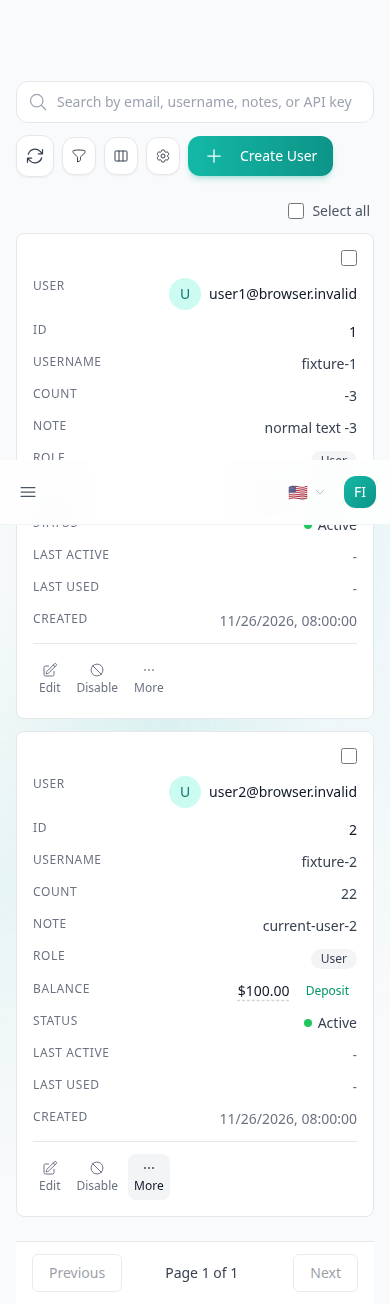 Search by email, username, notes, or API key
Create User
Select all
USER
U user1@browser.invalid
ID 1
USERNAME fixture-1
COUNT -3
NOTE normal text -3
ROLE User
FI
STATUS Active
LAST ACTIVE -
LAST USED -
CREATED 11/26/2026, 08:00:00
Edit Disable More
USER
U user2@browser.invalid
ID 2
USERNAME fixture-2
COUNT 22
NOTE current-user-2
ROLE User
BALANCE $100.00 Deposit
STATUS Active
LAST ACTIVE -
LAST USED -
CREATED 11/26/2026, 08:00:00
Edit Disable More
Previous Page 1 of 1 Next